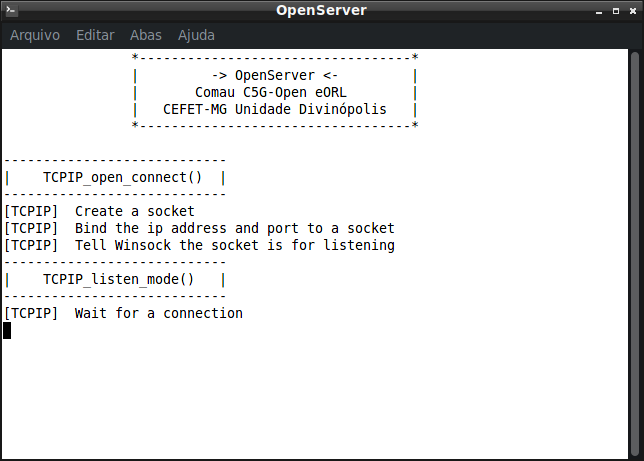 OpenServer
Arquivo Editar Abas Ajuda
*----------------------------------*
| -> OpenServer <- |
| Comau C5G-Open eORL |
| CEFET-MG Unidade Divinópolis |
*----------------------------------*
----------------------------
| TCPIP_open_connect() |
----------------------------
[TCPIP] Create a socket
[TCPIP] Bind the ip address and port to a socket
[TCPIP] Tell Winsock the socket is for listening
----------------------------
| TCPIP_listen_mode() |
----------------------------
[TCPIP] Wait for a connection